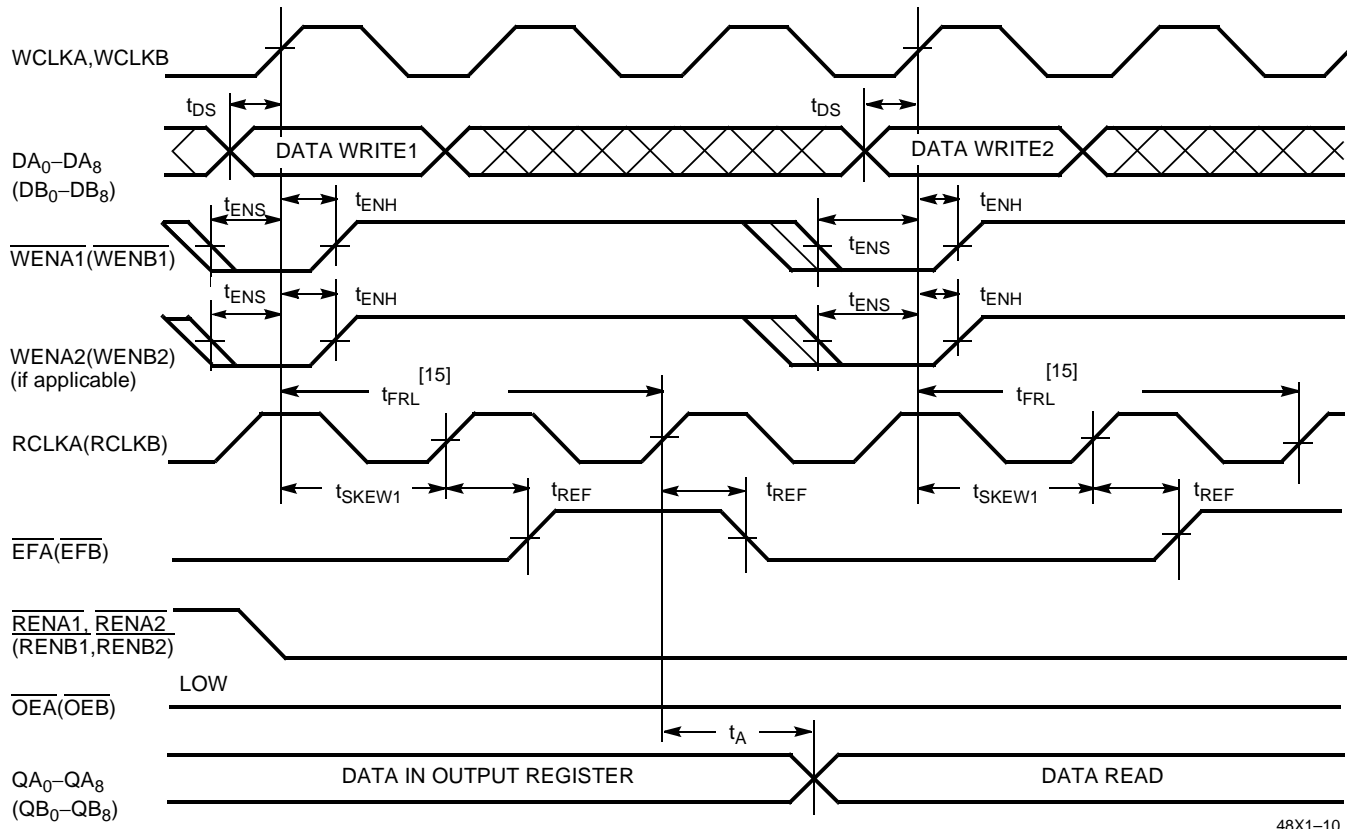 WCLKA,WCLKB
tDS
tDS
DA0–DA8
(DB0–DB8)
DATA WRITE1
DATA WRITE2
tENS
tENH
tENS
tENH
WENA1(WENB1)
tENS
tENH
tENS
tENH
WENA2(WENB2)
(if applicable)
tFRL
[15]
tFRL
[15]
RCLKA(RCLKB)
tSKEW1
tREF
tREF
tSKEW1
tREF
EFA(EFB)
RENA1, RENA2
(RENB1,RENB2)
LOW
OEA(OEB)
tA
QA0–QA8
(QB0–QB8)
DATA IN OUTPUT REGISTER
DATA READ
48X1–10